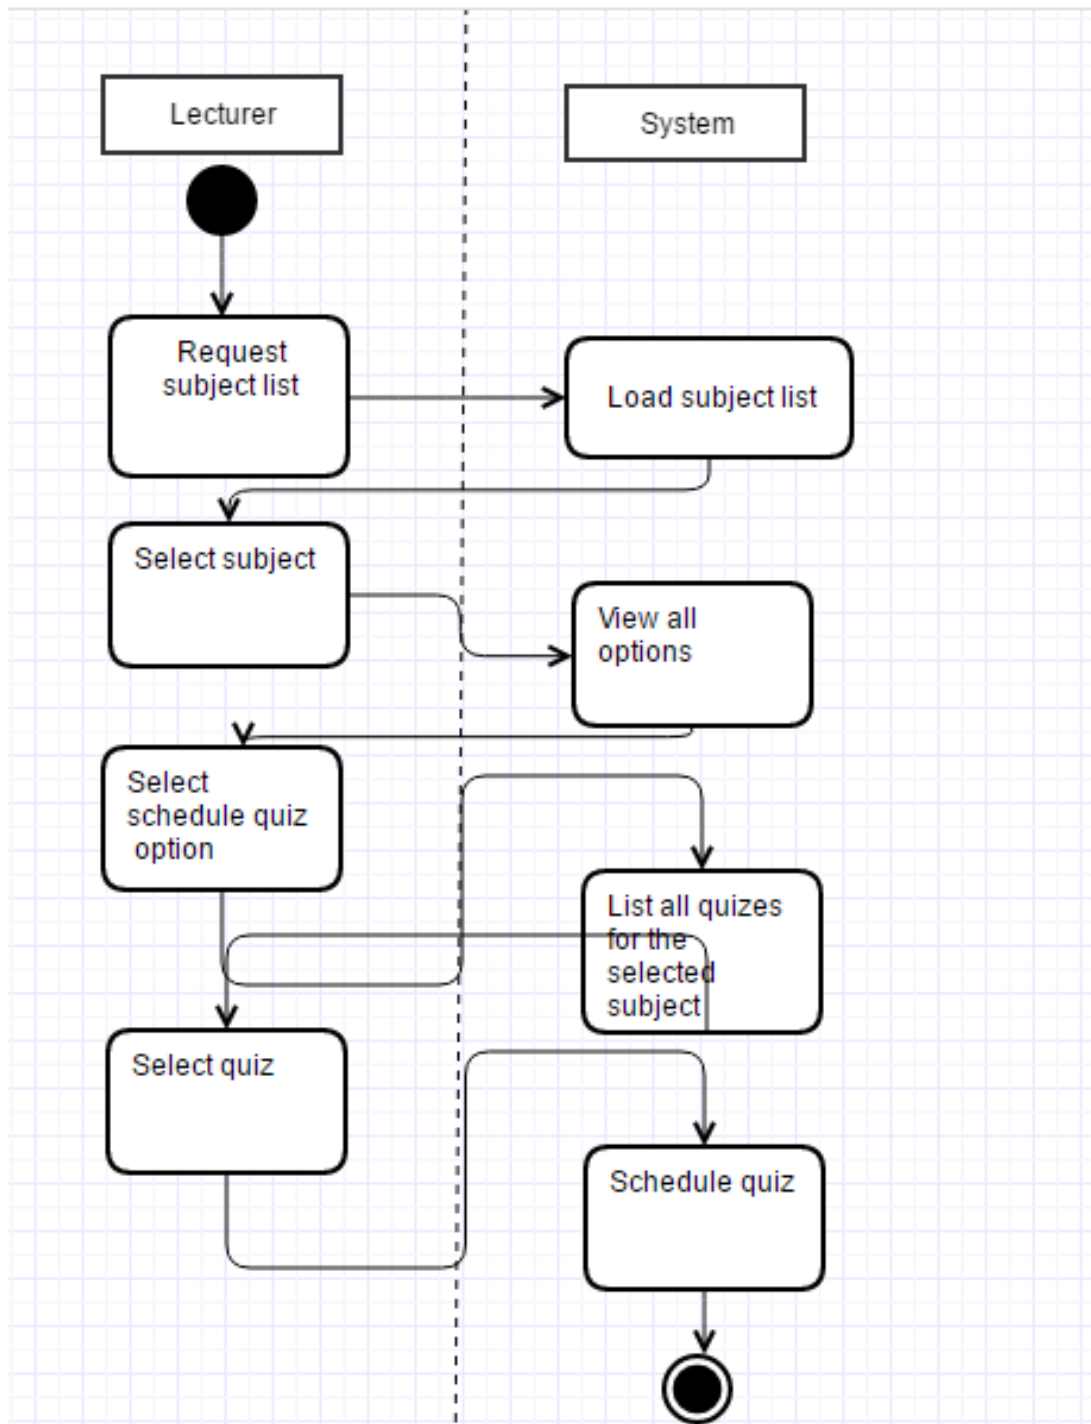 Lecturer
System
Request
subject list
Load subject list
Select subject
View all
options
Select
schedule quiz
option
List all quizes
for the
selected
subject
Select quiz
Schedule quiz